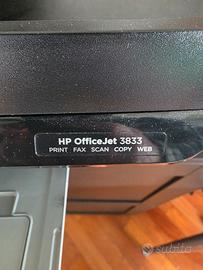 HP OfficeJet 3833
PRINT FAX SCAN COPY WEB
subito